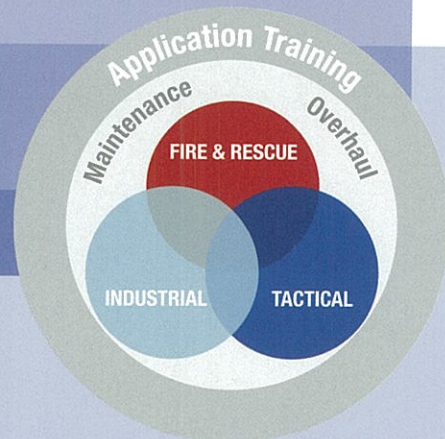 Application Training
Maintenance
Overhaul
FIRE & RESCUE
INDUSTRIAL
TACTICAL